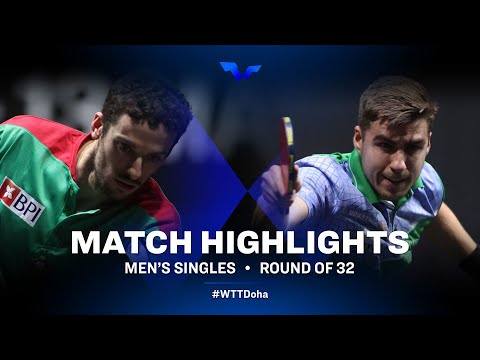 BPI
MATCH HIGHLIGHTS
MEN'S SINGLES • ROUND OF 32
#WTTDoha